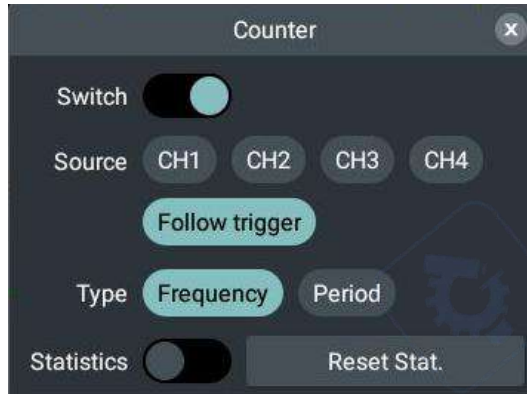 Counter x
Switch
Source CH1 CH2 CH3 CH4
Follow trigger
Type Frequency Period
Statistics Reset Stat.